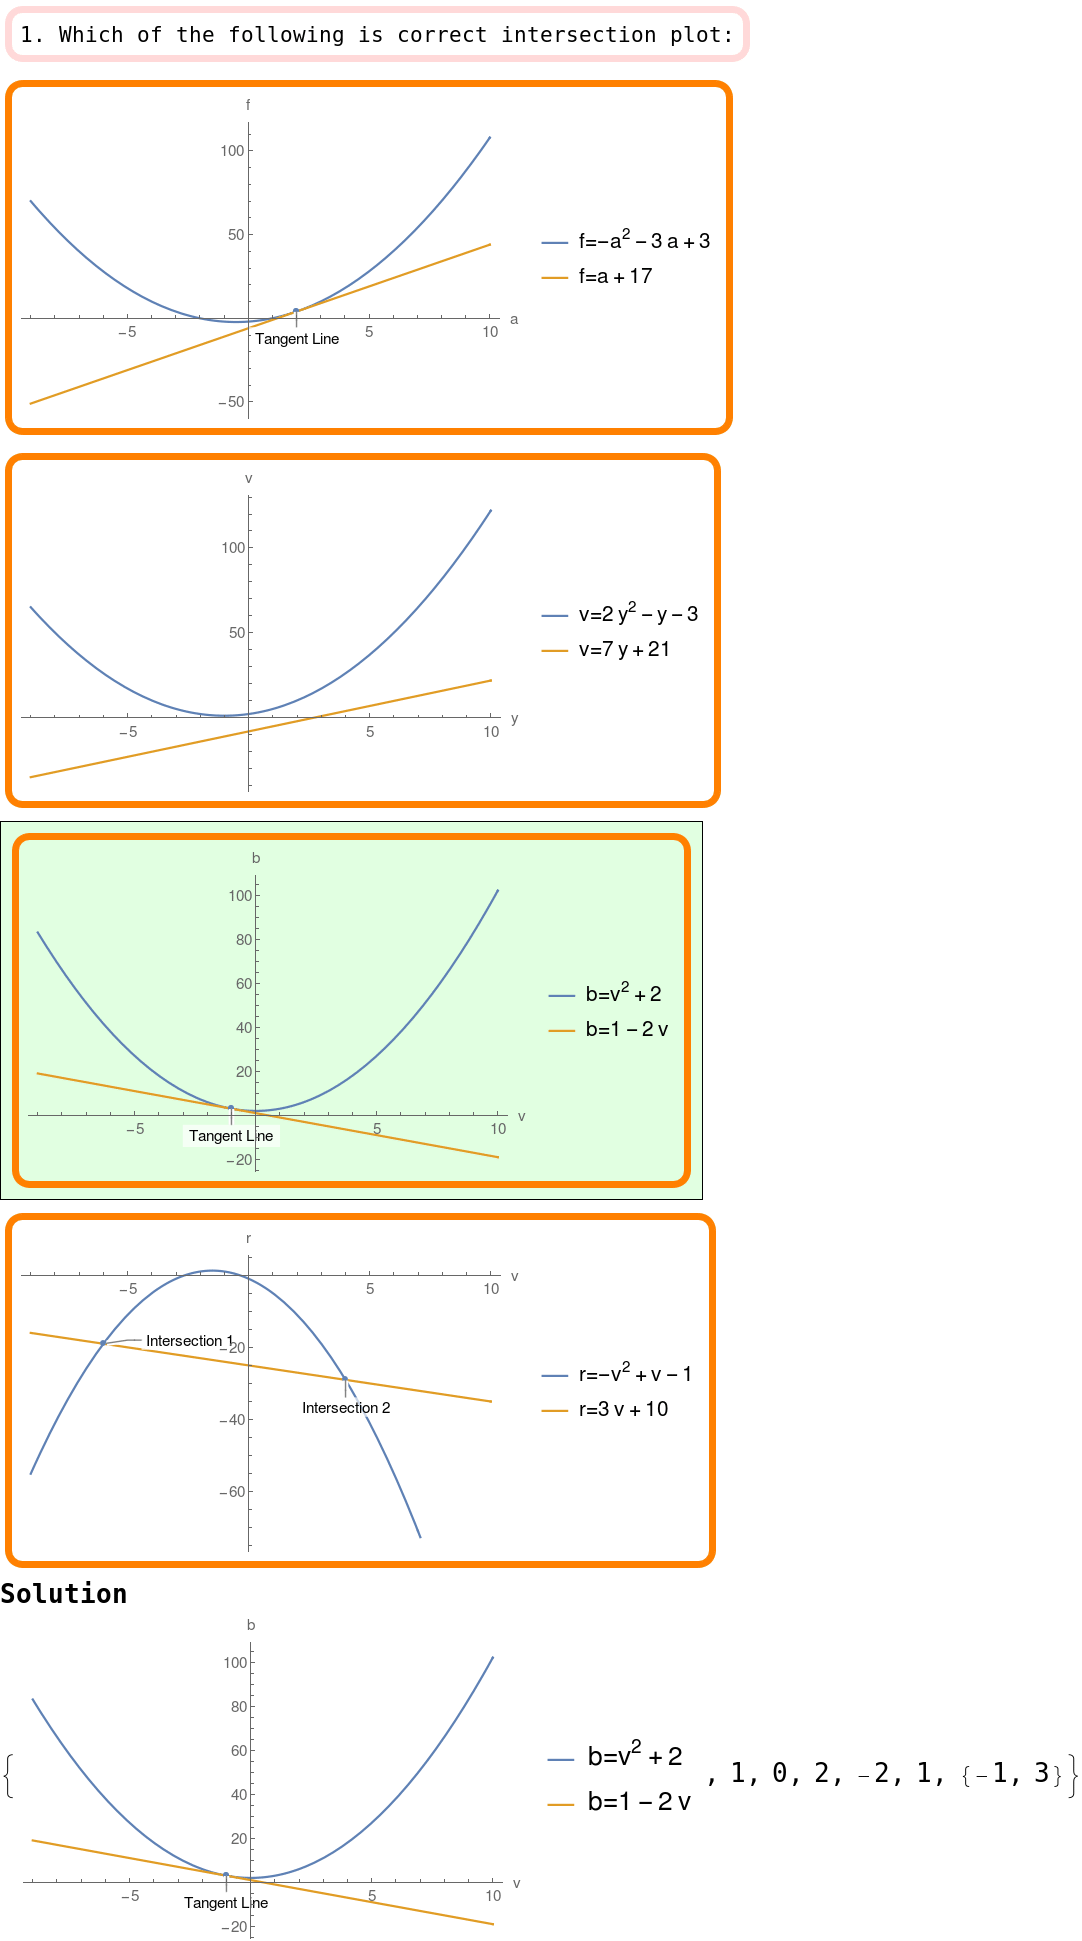 1. Which of the following is correct intersection plot:
f
100
50
−5 5 10 a
Tangent Line
−50
f=−a² − 3 a + 3
f=a + 17
v
100
50
−5 5 10 y
v=2 y² − y − 3
v=7 y + 21
b
100
80
60
40
20
−5 5 10 v
Tangent Line
−20
b=v² + 2
b=1 − 2 v
r
−5 5 10 v
Intersection 1
−20
Intersection 2
−40
−60
r=−v² + v − 1
r=3 v + 10
Solution
b
100
80
60
40
20
−5 5 10 v
Tangent Line
−20
b=v² + 2
b=1 − 2 v
{ , 1, 0, 2, −2, 1, {−1, 3}}